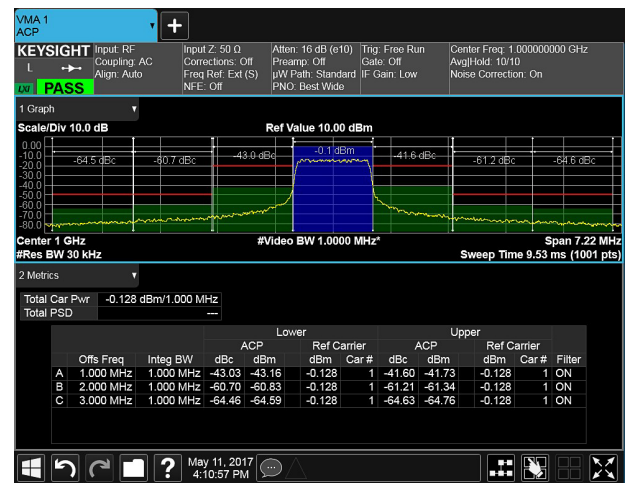 VMA 1
ACP
KEYSIGHT
L
LXI PASS
Input: RF
Coupling: AC
Align: Auto
Input Z: 50 Ω
Corrections: Off
Freq Ref: Ext (S)
NFE: Off
Atten: 16 dB (e10)
Preamp: Off
µW Path: Standard
PNO: Best Wide
Trig: Free Run
Gate: Off
IF Gain: Low
Center Freq: 1.000000000 GHz
Avg|Hold: 10/10
Noise Correction: On
1 Graph
Scale/Div 10.0 dB
Ref Value 10.00 dBm
0.00
-10.0
-20.0
-30.0
-40.0
-50.0
-60.0
-70.0
-80.0
-64.5 dBc
-60.7 dBc
-43.0 dBc
-0.1 dBm
-41.6 dBc
-61.2 dBc
-64.6 dBc
Center 1 GHz
#Video BW 1.0000 MHz*
Span 7.22 MHz
#Res BW 30 kHz
Sweep Time 9.53 ms (1001 pts)
2 Metrics
Total Car Pwr -0.128 dBm/1.000 MHz
Total PSD ---
Lower Upper
ACP Ref Carrier ACP Ref Carrier
Offs Freq Integ BW dBc dBm dBm Car # dBc dBm dBm Car # Filter
A 1.000 MHz 1.000 MHz -43.03 -43.16 -0.128 1 -41.60 -41.73 -0.128 1 ON
B 2.000 MHz 1.000 MHz -60.70 -60.83 -0.128 1 -61.21 -61.34 -0.128 1 ON
C 3.000 MHz 1.000 MHz -64.46 -64.59 -0.128 1 -64.63 -64.76 -0.128 1 ON
May 11, 2017
4:10:57 PM